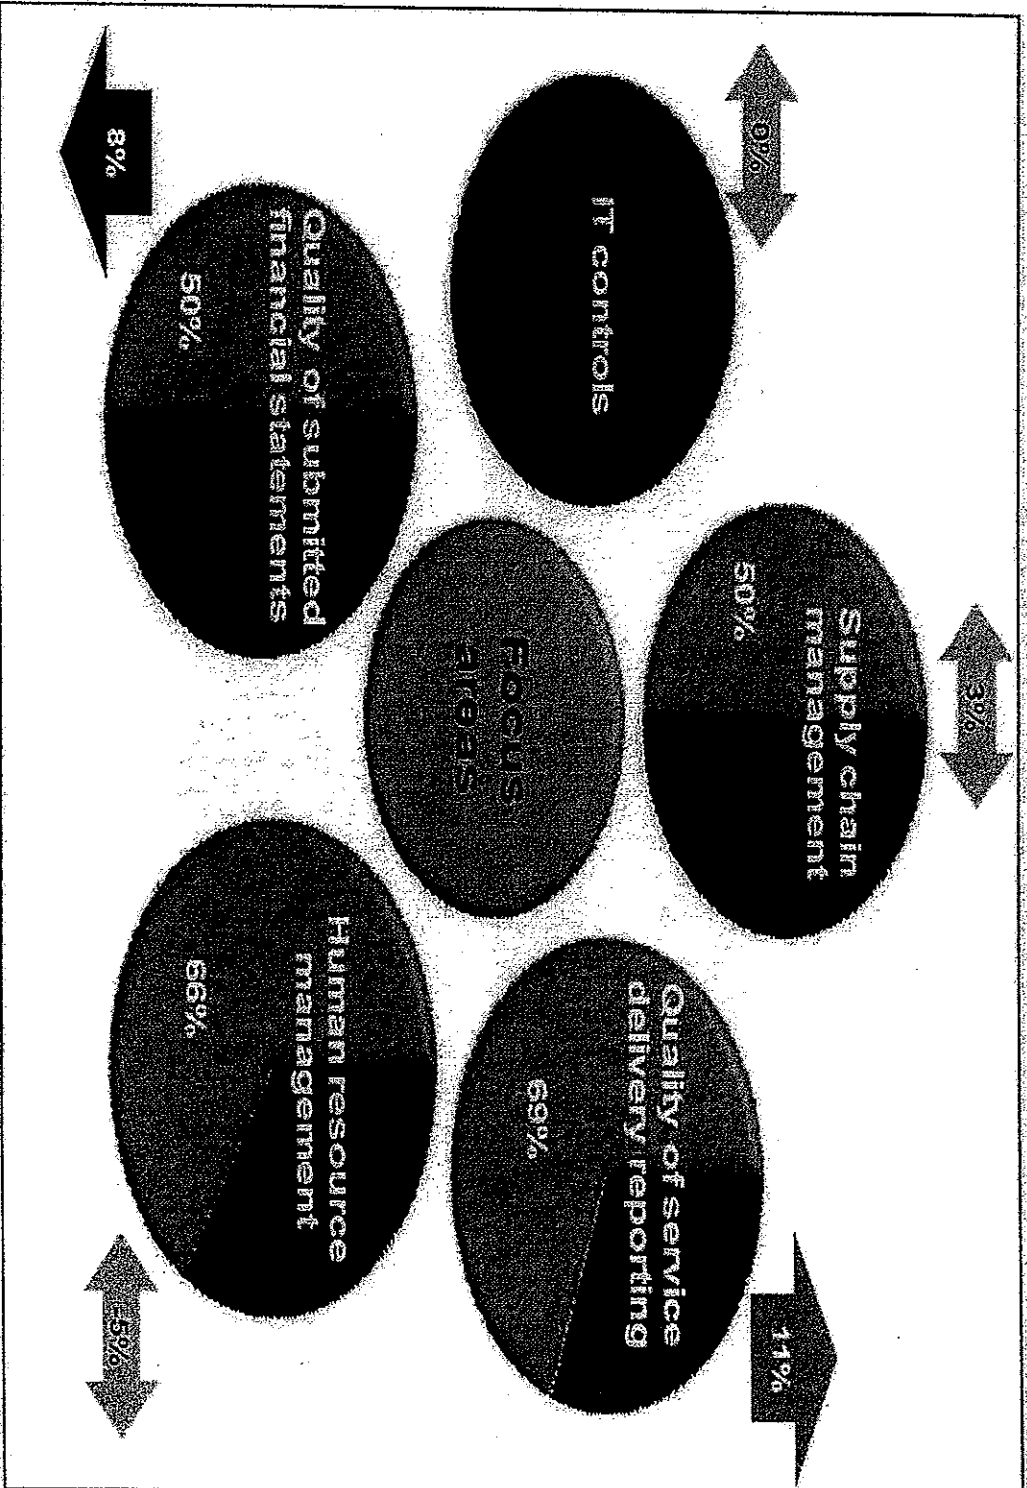 3%
Supply chain
management
50%
0%
IT controls
11%
Quality of service
delivery reporting
69%
Focus
areas
Quality of submitted
financial statements
50%
8%
Human resource
management
66%
-5%